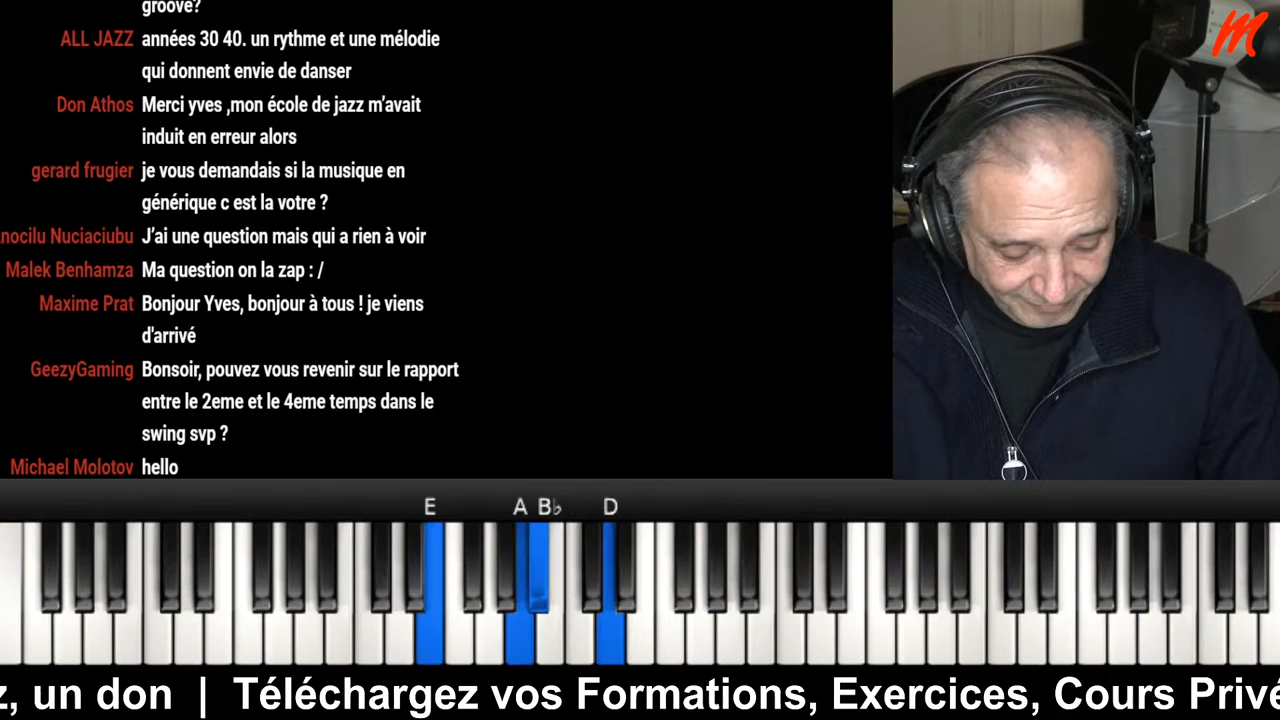 groove?
ALL JAZZ années 30 40. un rythme et une mélodie
qui donnent envie de danser
Don Athos Merci yves ,mon école de jazz m'avait
induit en erreur alors
gerard frugier je vous demandais si la musique en
générique c est la votre ?
nocilu Nuciaciubu J'ai une question mais qui a rien à voir
Malek Benhamza Ma question on la zap : /
Maxime Prat Bonjour Yves, bonjour à tous ! je viens
d'arrivé
GeezyGaming Bonsoir, pouvez vous revenir sur le rapport
entre le 2eme et le 4eme temps dans le
swing svp ?
Michael Molotov hello
E A B♭ D
z, un don | Téléchargez vos Formations, Exercices, Cours Privé
M